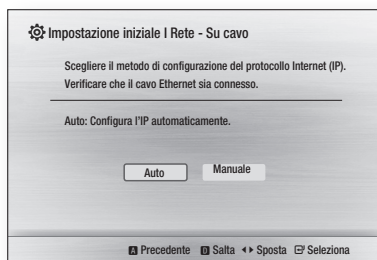 Impostazione iniziale I Rete - Su cavo
Scegliere il metodo di configurazione del protocollo Internet (IP).
Verificare che il cavo Ethernet sia connesso.
Auto: Configura l'IP automaticamente.
Auto Manuale
A Precedente D Salta Sposta Seleziona